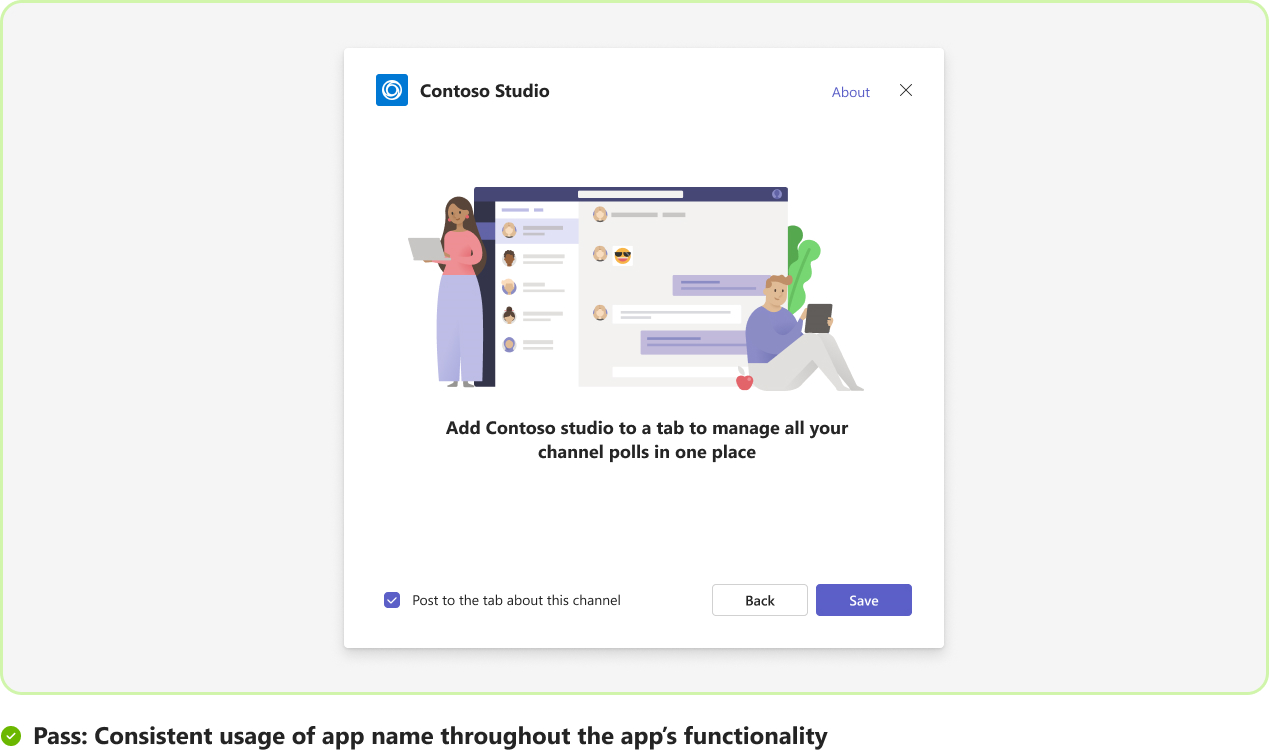 Contoso Studio
About
Add Contoso studio to a tab to manage all your
channel polls in one place
Post to the tab about this channel
Back
Save
Pass: Consistent usage of app name throughout the app’s functionality